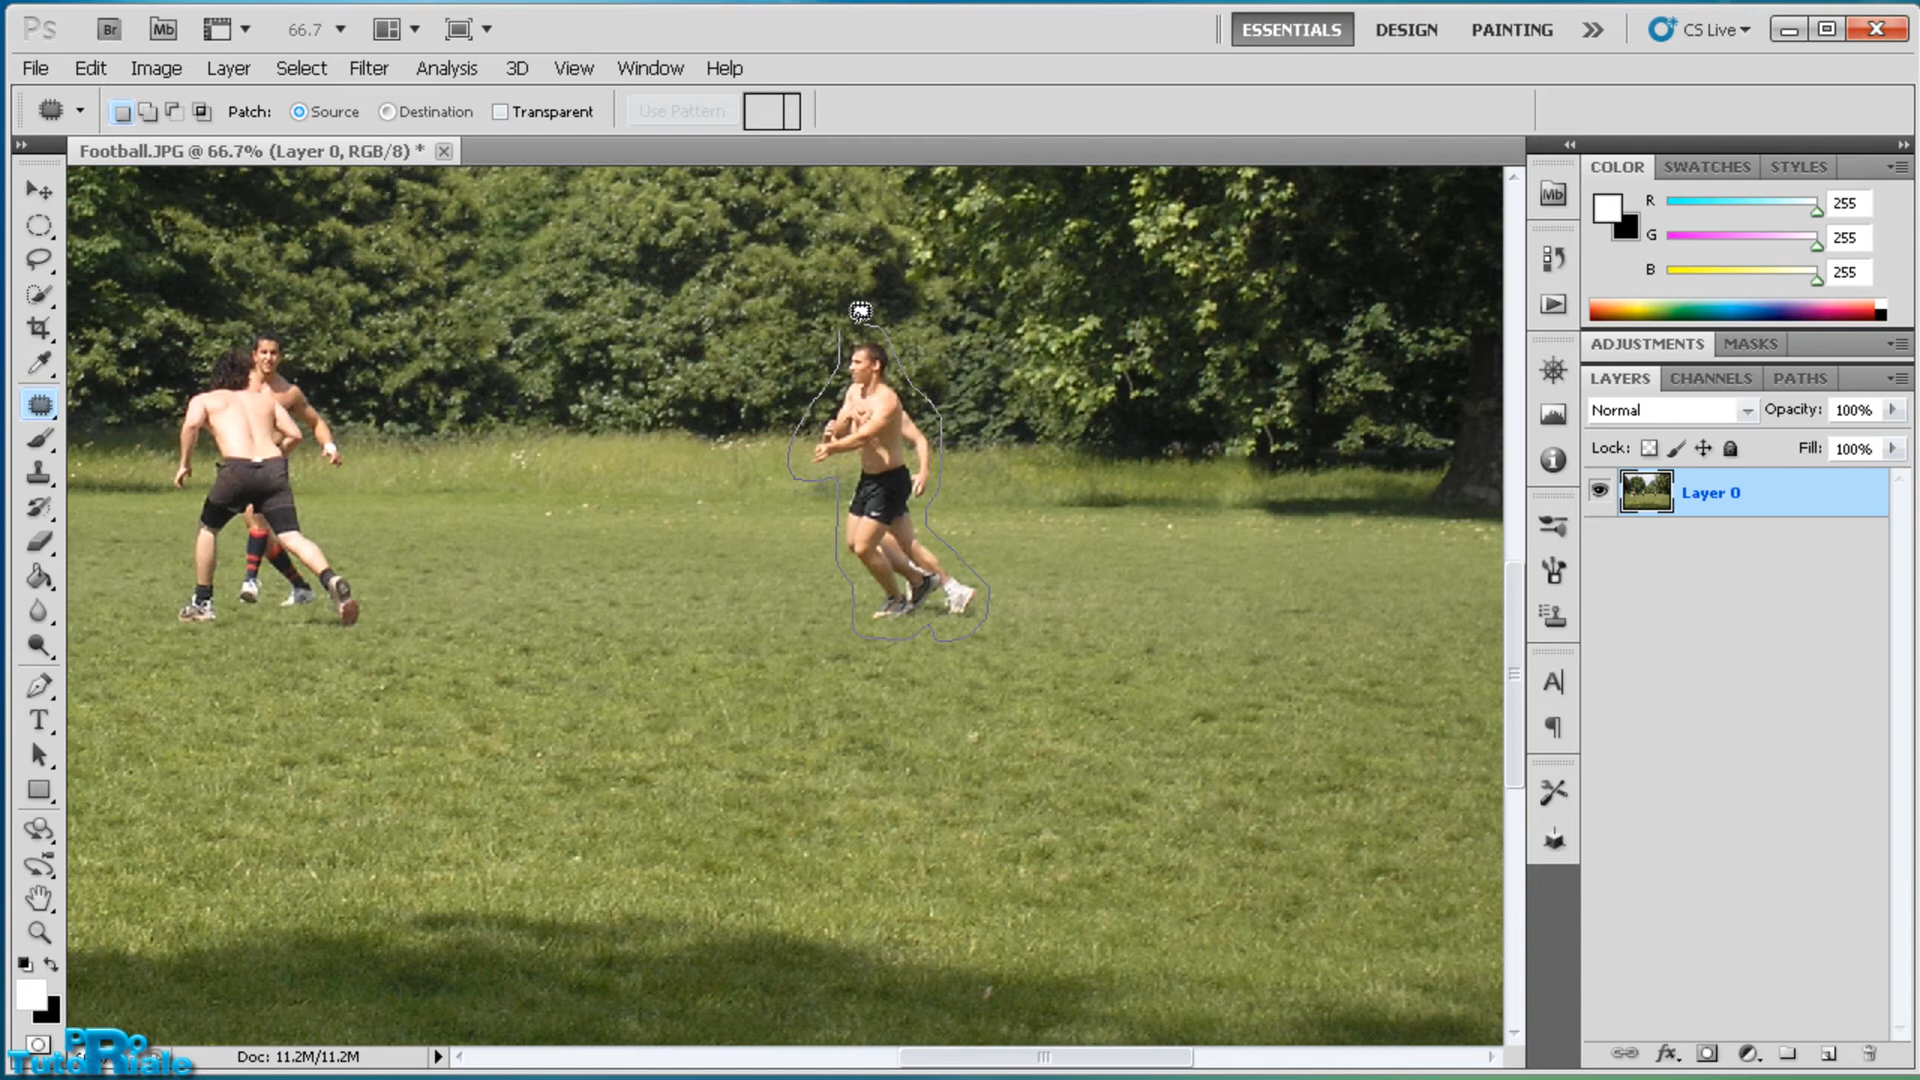 Ps Br Mb 66.7 ESSENTIALS DESIGN PAINTING CS Live
File Edit Image Layer Select Filter Analysis 3D View Window Help
Patch: Source Destination Transparent Use Pattern
Football.JPG @ 66.7% (Layer 0, RGB/8) *
COLOR SWATCHES STYLES
Mb
R 255
G 255
B 255
ADJUSTMENTS MASKS
LAYERS CHANNELS PATHS
Normal Opacity: 100%
Lock: Fill: 100%
Layer 0
Pro
TutoRiale
Doc: 11.2M/11.2M